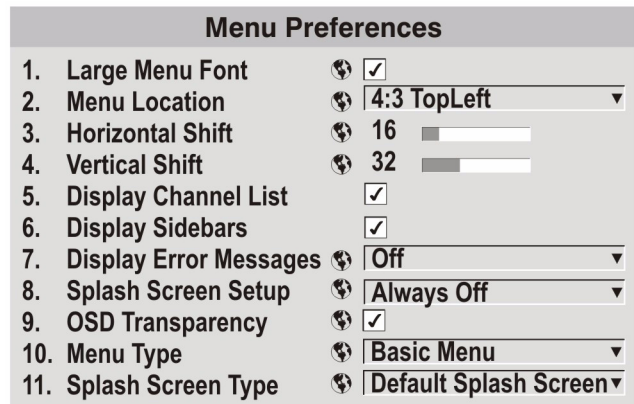 Menu Preferences
1. Large Menu Font
2. Menu Location 4:3 TopLeft
3. Horizontal Shift 16
4. Vertical Shift 32
5. Display Channel List
6. Display Sidebars
7. Display Error Messages Off
8. Splash Screen Setup Always Off
9. OSD Transparency
10. Menu Type Basic Menu
11. Splash Screen Type Default Splash Screen